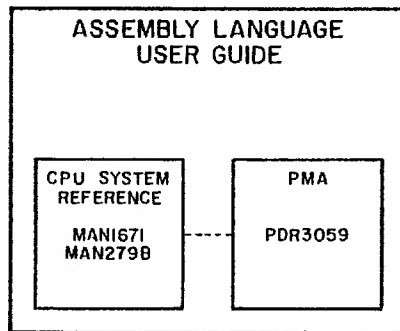 ASSEMBLY LANGUAGE
USER GUIDE
CPU SYSTEM
REFERENCE
MAN1671
MAN2798
PMA
PDR3059